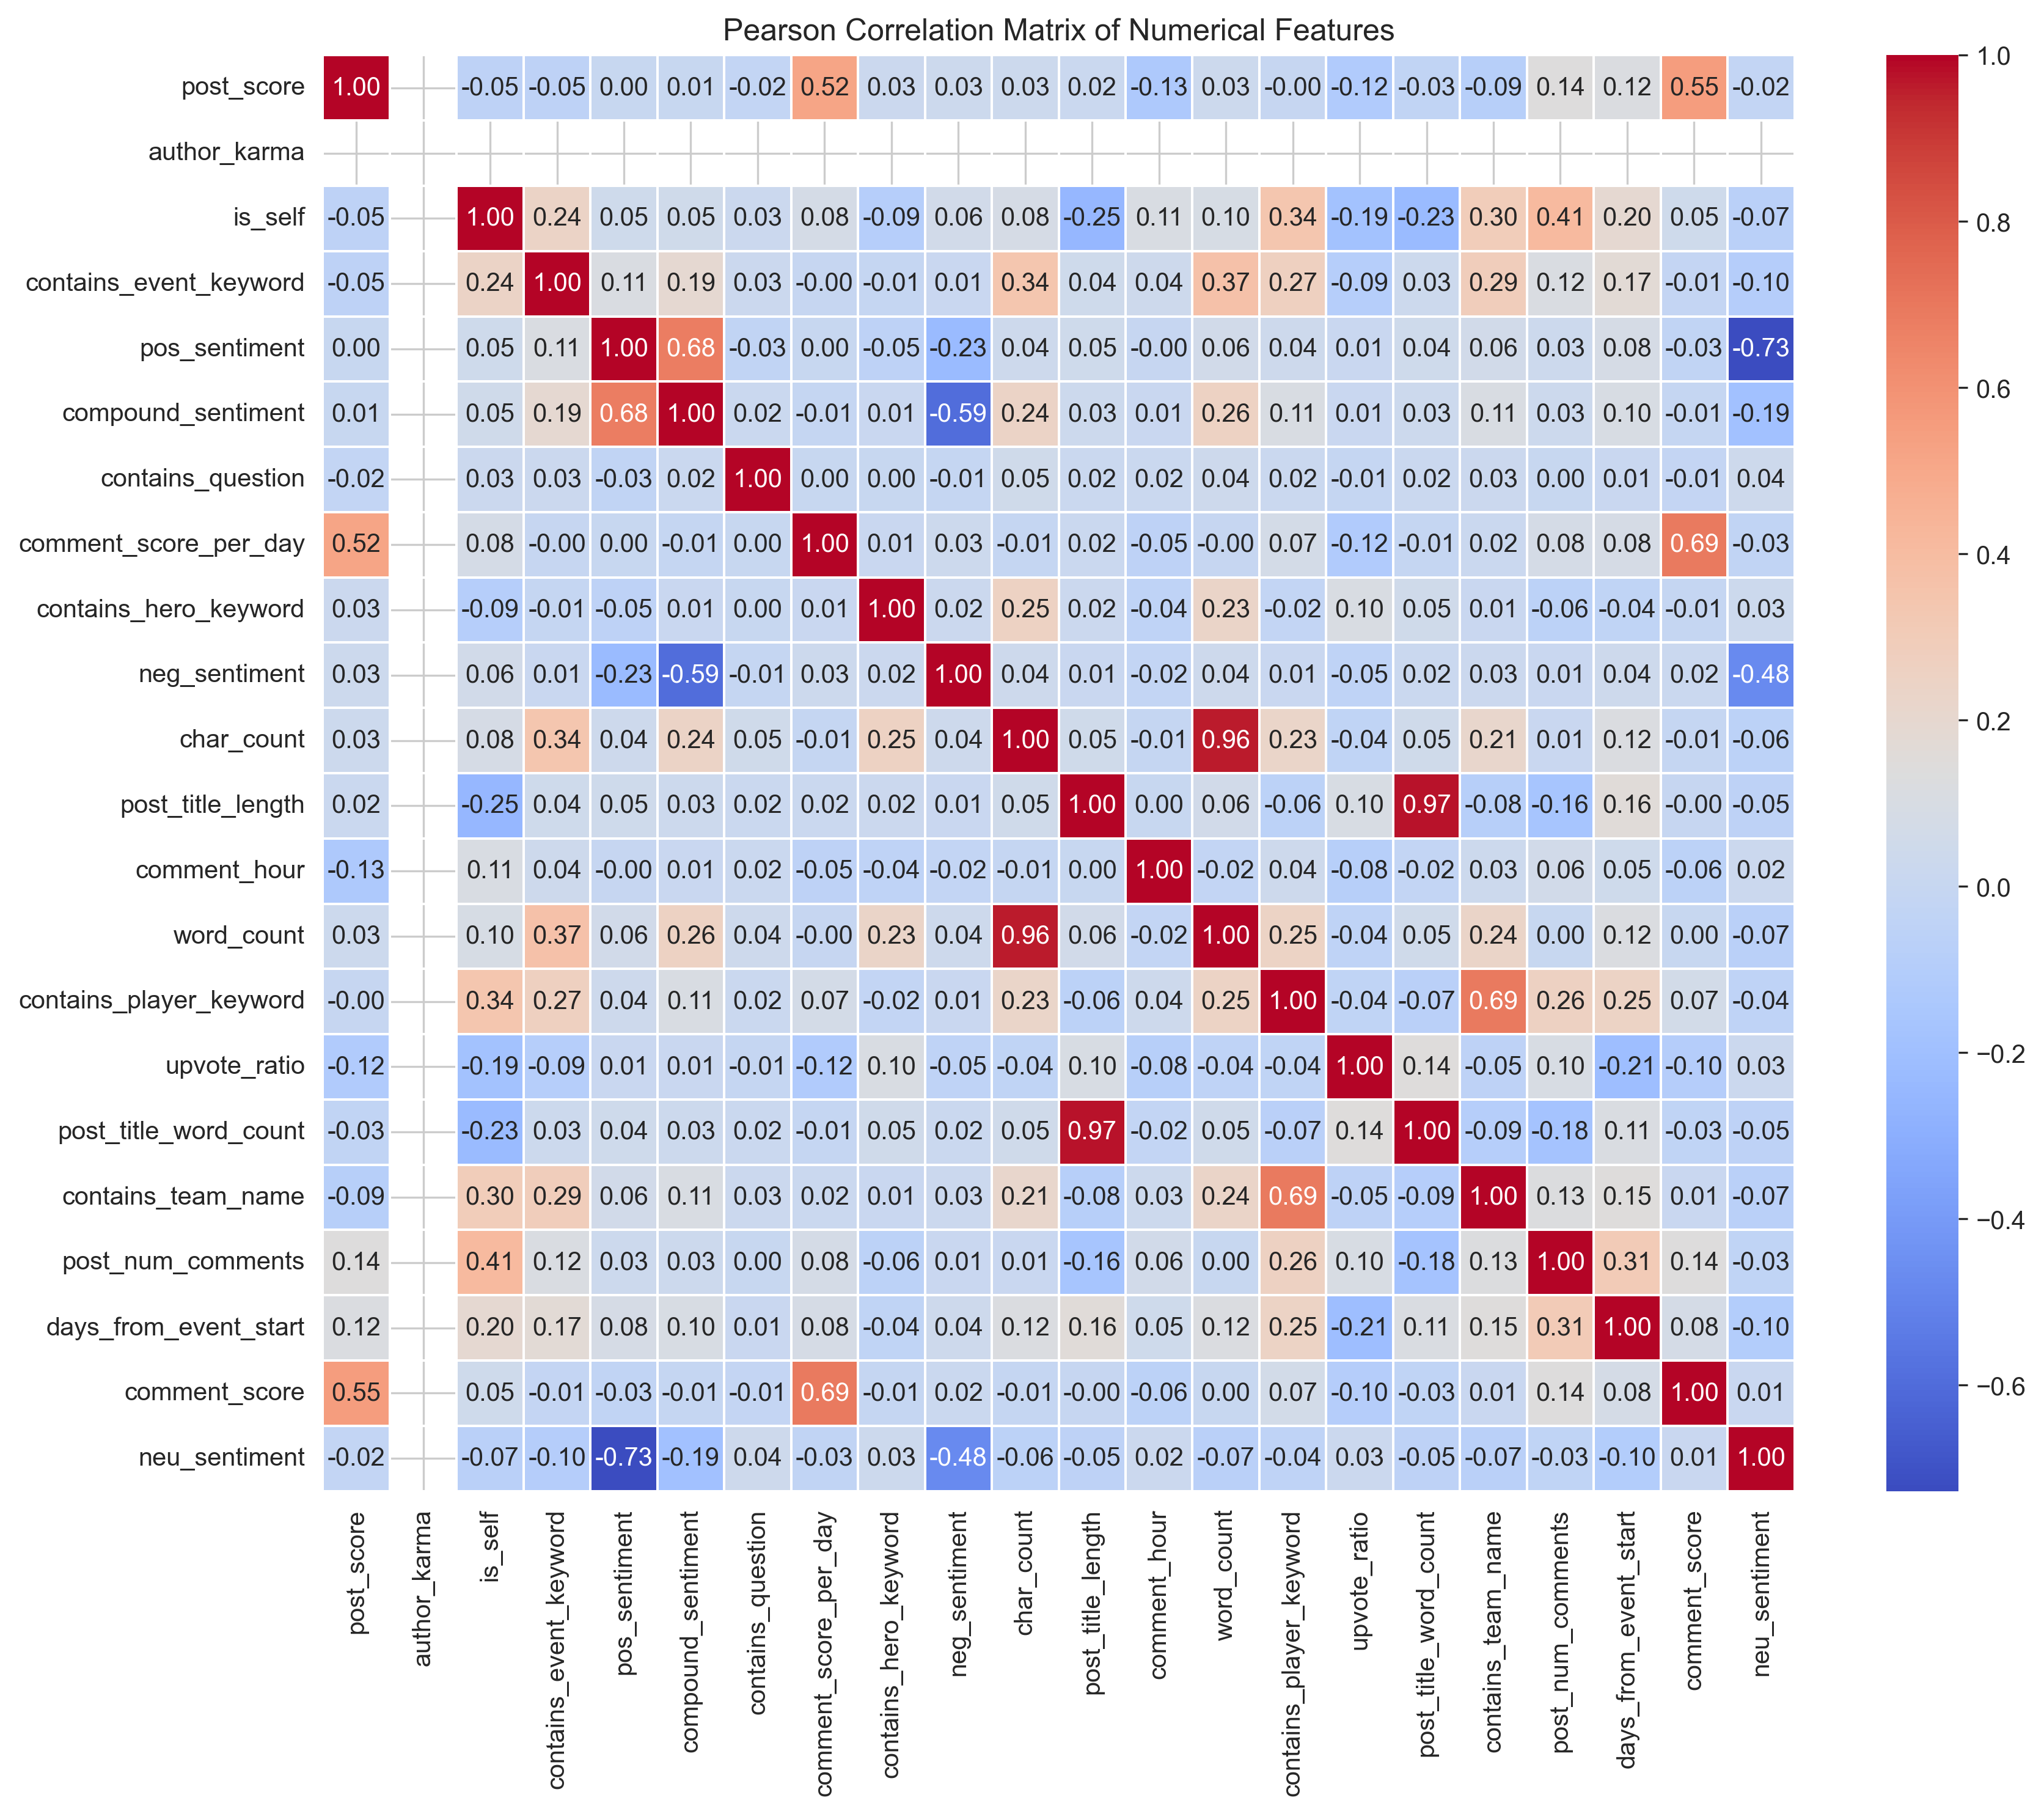 Pearson Correlation Matrix of Numerical Features
post_score 1.00 -0.05 -0.05 0.00 0.01 -0.02 0.52 0.03 0.03 0.03 0.02 -0.13 0.03 -0.00 -0.12 -0.03 -0.09 0.14 0.12 0.55 -0.02
author_karma
is_self -0.05 1.00 0.24 0.05 0.05 0.03 0.08 -0.09 0.06 0.08 -0.25 0.11 0.10 0.34 -0.19 -0.23 0.30 0.41 0.20 0.05 -0.07
contains_event_keyword -0.05 0.24 1.00 0.11 0.19 0.03 -0.00 -0.01 0.01 0.34 0.04 0.04 0.37 0.27 -0.09 0.03 0.29 0.12 0.17 -0.01 -0.10
pos_sentiment 0.00 0.05 0.11 1.00 0.68 -0.03 0.00 -0.05 -0.23 0.04 0.05 -0.00 0.06 0.04 0.01 0.04 0.06 0.03 0.08 -0.03 -0.73
compound_sentiment 0.01 0.05 0.19 0.68 1.00 0.02 -0.01 0.01 -0.59 0.24 0.03 0.01 0.26 0.11 0.01 0.03 0.11 0.03 0.10 -0.01 -0.19
contains_question -0.02 0.03 0.03 -0.03 0.02 1.00 0.00 0.00 -0.01 0.05 0.02 0.02 0.04 0.02 -0.01 0.02 0.03 0.00 0.01 -0.01 0.04
comment_score_per_day 0.52 0.08 -0.00 0.00 -0.01 0.00 1.00 0.01 0.03 -0.01 0.02 -0.05 -0.00 0.07 -0.12 -0.01 0.02 0.08 0.08 0.69 -0.03
contains_hero_keyword 0.03 -0.09 -0.01 -0.05 0.01 0.00 0.01 1.00 0.02 0.25 0.02 -0.04 0.23 -0.02 0.10 0.05 0.01 -0.06 -0.04 -0.01 0.03
neg_sentiment 0.03 0.06 0.01 -0.23 -0.59 -0.01 0.03 0.02 1.00 0.04 0.01 -0.02 0.04 0.01 -0.05 0.02 0.03 0.01 0.04 0.02 -0.48
char_count 0.03 0.08 0.34 0.04 0.24 0.05 -0.01 0.25 0.04 1.00 0.05 -0.01 0.96 0.23 -0.04 0.05 0.21 0.01 0.12 -0.01 -0.06
post_title_length 0.02 -0.25 0.04 0.05 0.03 0.02 0.02 0.02 0.01 0.05 1.00 0.00 0.06 -0.06 0.10 0.97 -0.08 -0.16 0.16 -0.00 -0.05
comment_hour -0.13 0.11 0.04 -0.00 0.01 0.02 -0.05 -0.04 -0.02 -0.01 0.00 1.00 -0.02 0.04 -0.08 -0.02 0.03 0.06 0.05 -0.06 0.02
word_count 0.03 0.10 0.37 0.06 0.26 0.04 -0.00 0.23 0.04 0.96 0.06 -0.02 1.00 0.25 -0.04 0.05 0.24 0.00 0.12 0.00 -0.07
contains_player_keyword -0.00 0.34 0.27 0.04 0.11 0.02 0.07 -0.02 0.01 0.23 -0.06 0.04 0.25 1.00 -0.04 -0.07 0.69 0.26 0.25 0.07 -0.04
upvote_ratio -0.12 -0.19 -0.09 0.01 0.01 -0.01 -0.12 0.10 -0.05 -0.04 0.10 -0.08 -0.04 -0.04 1.00 0.14 -0.05 0.10 -0.21 -0.10 0.03
post_title_word_count -0.03 -0.23 0.03 0.04 0.03 0.02 -0.01 0.05 0.02 0.05 0.97 -0.02 0.05 -0.07 0.14 1.00 -0.09 -0.18 0.11 -0.03 -0.05
contains_team_name -0.09 0.30 0.29 0.06 0.11 0.03 0.02 0.01 0.03 0.21 -0.08 0.03 0.24 0.69 -0.05 -0.09 1.00 0.13 0.15 0.01 -0.07
post_num_comments 0.14 0.41 0.12 0.03 0.03 0.00 0.08 -0.06 0.01 0.01 -0.16 0.06 0.00 0.26 0.10 -0.18 0.13 1.00 0.31 0.14 -0.03
days_from_event_start 0.12 0.20 0.17 0.08 0.10 0.01 0.08 -0.04 0.04 0.12 0.16 0.05 0.12 0.25 -0.21 0.11 0.15 0.31 1.00 0.08 -0.10
comment_score 0.55 0.05 -0.01 -0.03 -0.01 -0.01 0.69 -0.01 0.02 -0.01 -0.00 -0.06 0.00 0.07 -0.10 -0.03 0.01 0.14 0.08 1.00 0.01
neu_sentiment -0.02 -0.07 -0.10 -0.73 -0.19 0.04 -0.03 0.03 -0.48 -0.06 -0.05 0.02 -0.07 -0.04 0.03 -0.05 -0.07 -0.03 -0.10 0.01 1.00
post_score
author_karma
is_self
contains_event_keyword
pos_sentiment
compound_sentiment
contains_question
comment_score_per_day
contains_hero_keyword
neg_sentiment
char_count
post_title_length
comment_hour
word_count
contains_player_keyword
upvote_ratio
post_title_word_count
contains_team_name
post_num_comments
days_from_event_start
comment_score
neu_sentiment
1.0
0.8
0.6
0.4
0.2
0.0
−0.2
−0.4
−0.6